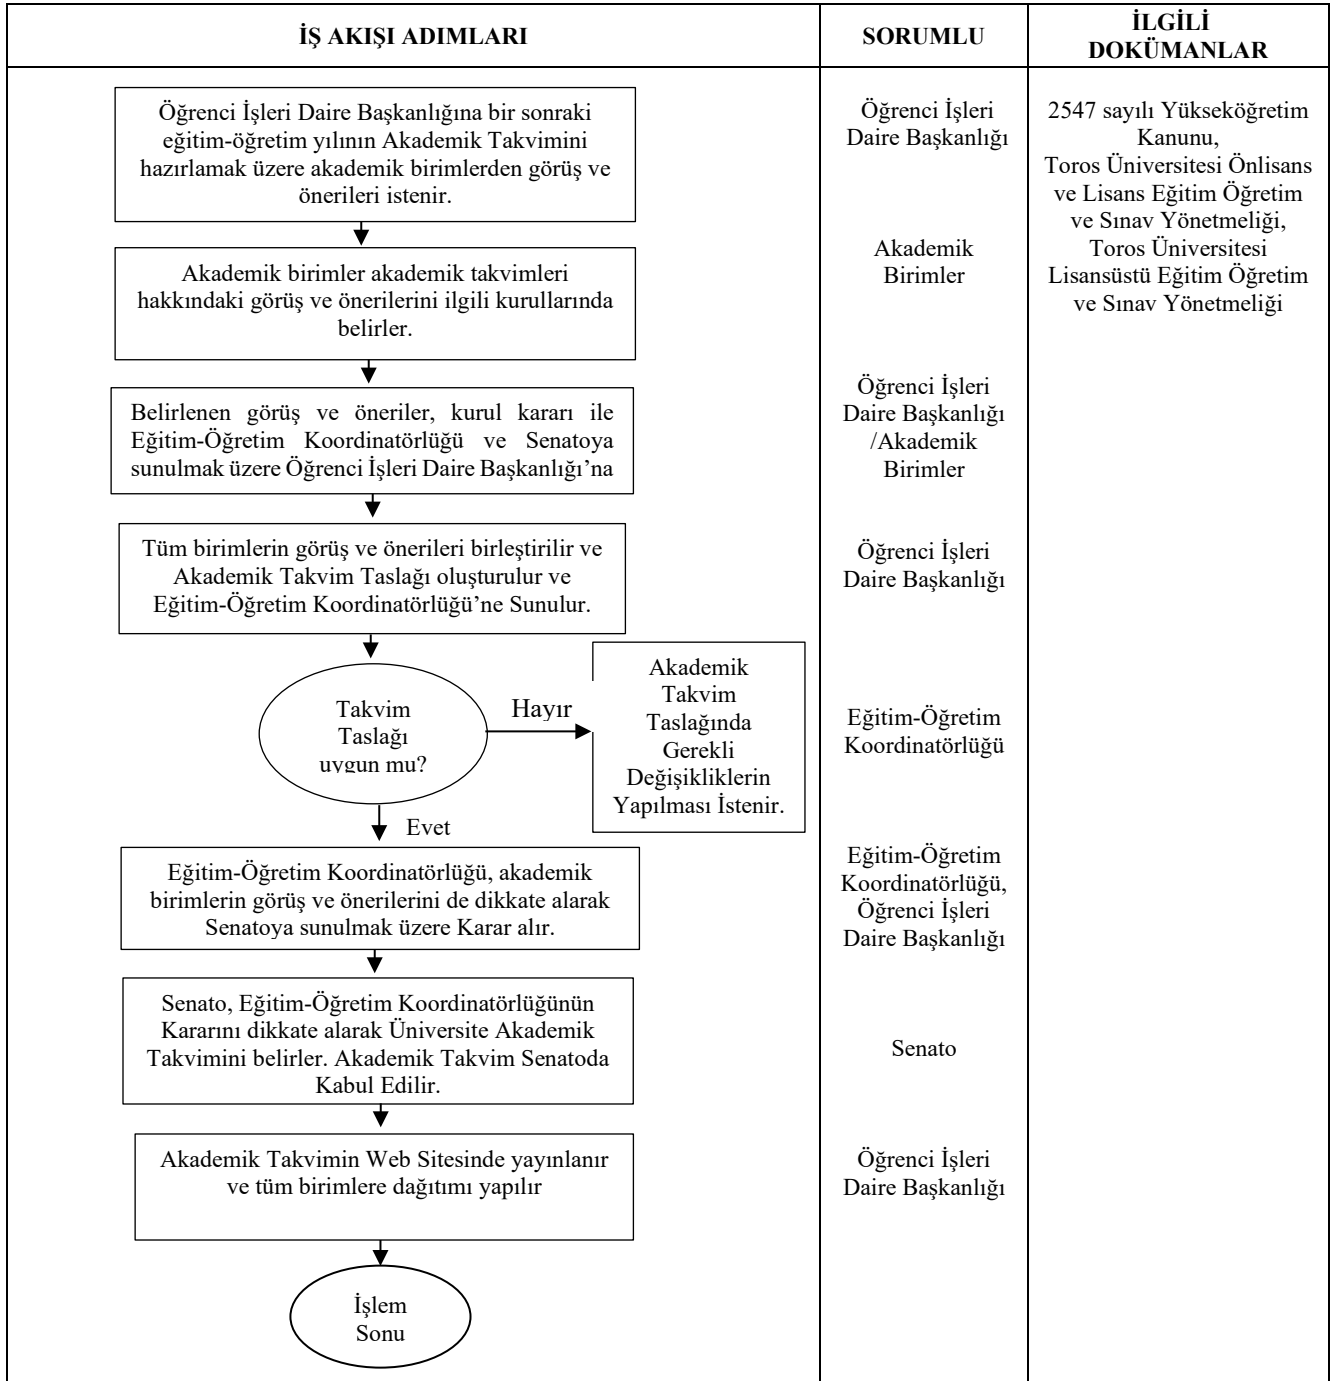 İŞ AKIŞI ADIMLARI
SORUMLU
İLGİLİ
DOKÜMANLAR
Öğrenci İşleri Daire Başkanlığına bir sonraki
eğitim-öğretim yılının Akademik Takvimini
hazırlamak üzere akademik birimlerden görüş ve
önerileri istenir.
Öğrenci İşleri
Daire Başkanlığı
2547 sayılı Yükseköğretim
Kanunu,
Toros Üniversitesi Önlisans
ve Lisans Eğitim Öğretim
ve Sınav Yönetmeliği,
Toros Üniversitesi
Lisansüstü Eğitim Öğretim
ve Sınav Yönetmeliği
Akademik birimler akademik takvimleri
hakkındaki görüş ve önerilerini ilgili kurullarında
belirler.
Akademik
Birimler
Belirlenen görüş ve öneriler, kurul kararı ile
Eğitim-Öğretim Koordinatörlüğü ve Senatoya
sunulmak üzere Öğrenci İşleri Daire Başkanlığı’na
Öğrenci İşleri
Daire Başkanlığı
/Akademik
Birimler
Tüm birimlerin görüş ve önerileri birleştirilir ve
Akademik Takvim Taslağı oluşturulur ve
Eğitim-Öğretim Koordinatörlüğü’ne Sunulur.
Öğrenci İşleri
Daire Başkanlığı
Takvim
Taslağı
uygun mu?
Hayır
Akademik
Takvim
Taslağında
Gerekli
Değişikliklerin
Yapılması İstenir.
Eğitim-Öğretim
Koordinatörlüğü
Evet
Eğitim-Öğretim Koordinatörlüğü, akademik
birimlerin görüş ve önerilerini de dikkate alarak
Senatoya sunulmak üzere Karar alır.
Eğitim-Öğretim
Koordinatörlüğü,
Öğrenci İşleri
Daire Başkanlığı
Senato, Eğitim-Öğretim Koordinatörlüğünün
Kararını dikkate alarak Üniversite Akademik
Takvimini belirler. Akademik Takvim Senatoda
Kabul Edilir.
Senato
Akademik Takvimin Web Sitesinde yayınlanır
ve tüm birimlere dağıtımı yapılır
Öğrenci İşleri
Daire Başkanlığı
İşlem
Sonu